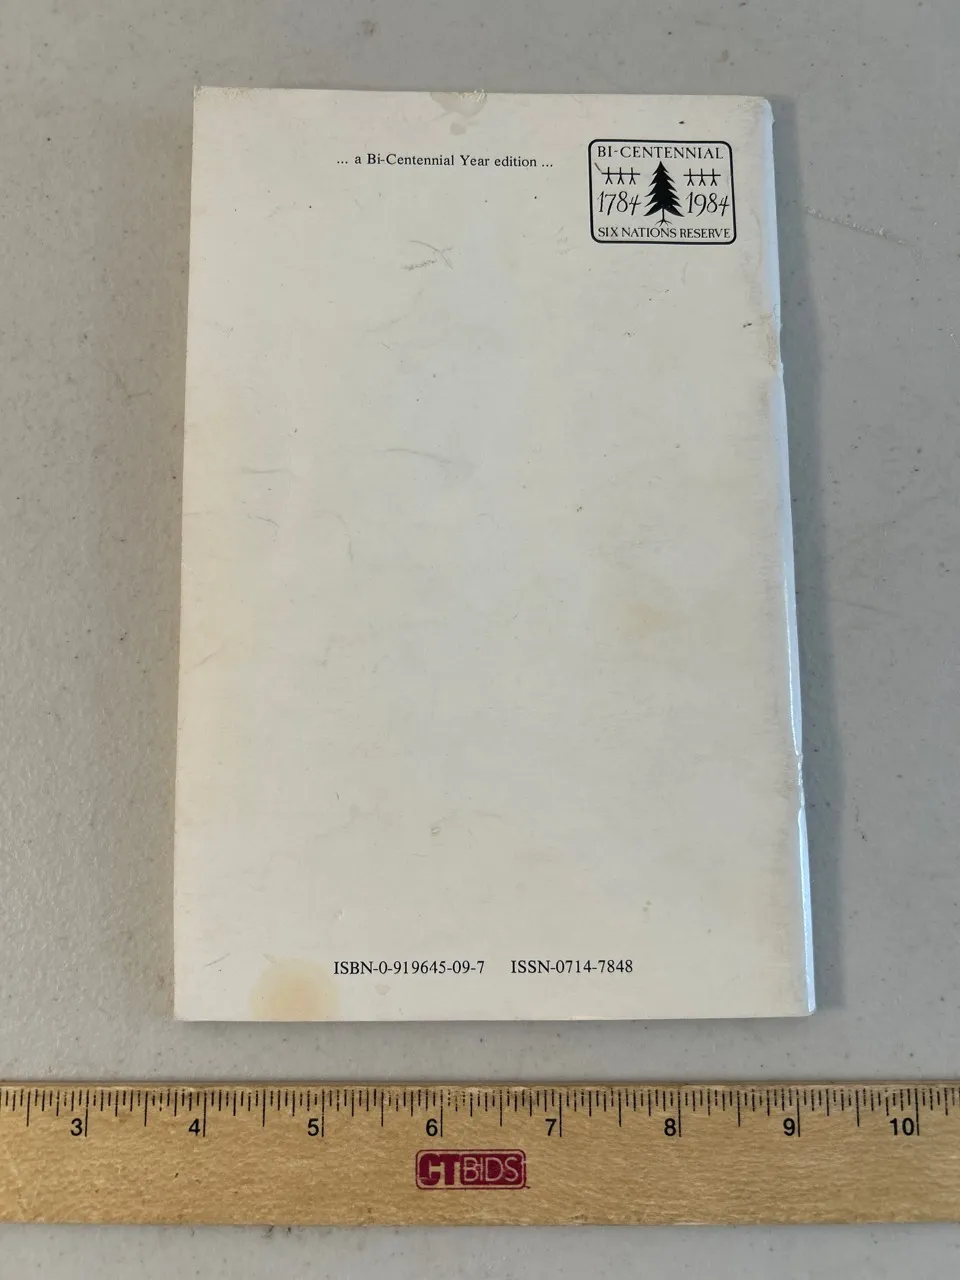 ... a Bi-Centennial Year edition ...
BI-CENTENNIAL
1784 1984
SIX NATIONS RESERVE
ISBN-0-919645-09-7 ISSN-0714-7848
3 4 5 6 7 8 9 10
CTBIDS